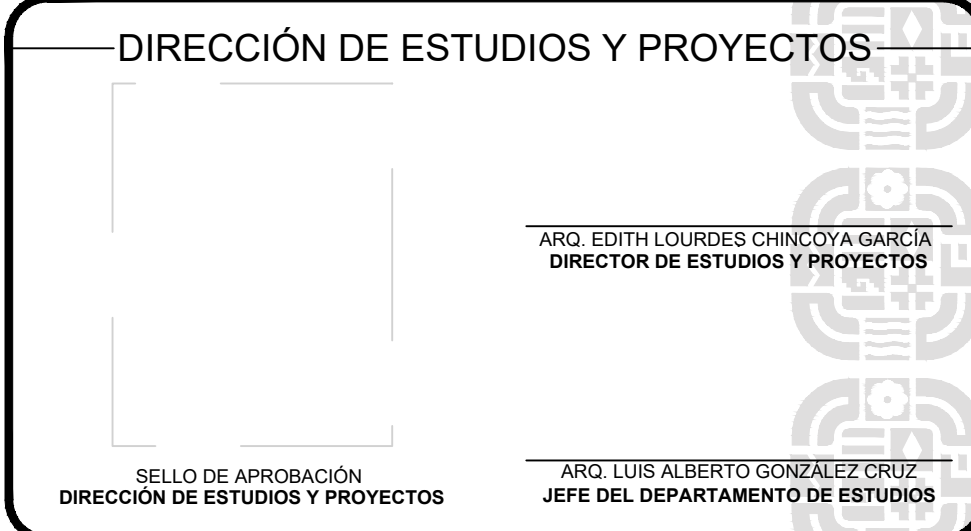 DIRECCIÓN DE ESTUDIOS Y PROYECTOS
ARQ. EDITH LOURDES CHINCOYA GARCÍA
DIRECTOR DE ESTUDIOS Y PROYECTOS
SELLO DE APROBACIÓN
DIRECCIÓN DE ESTUDIOS Y PROYECTOS
ARQ. LUIS ALBERTO GONZÁLEZ CRUZ
JEFE DEL DEPARTAMENTO DE ESTUDIOS